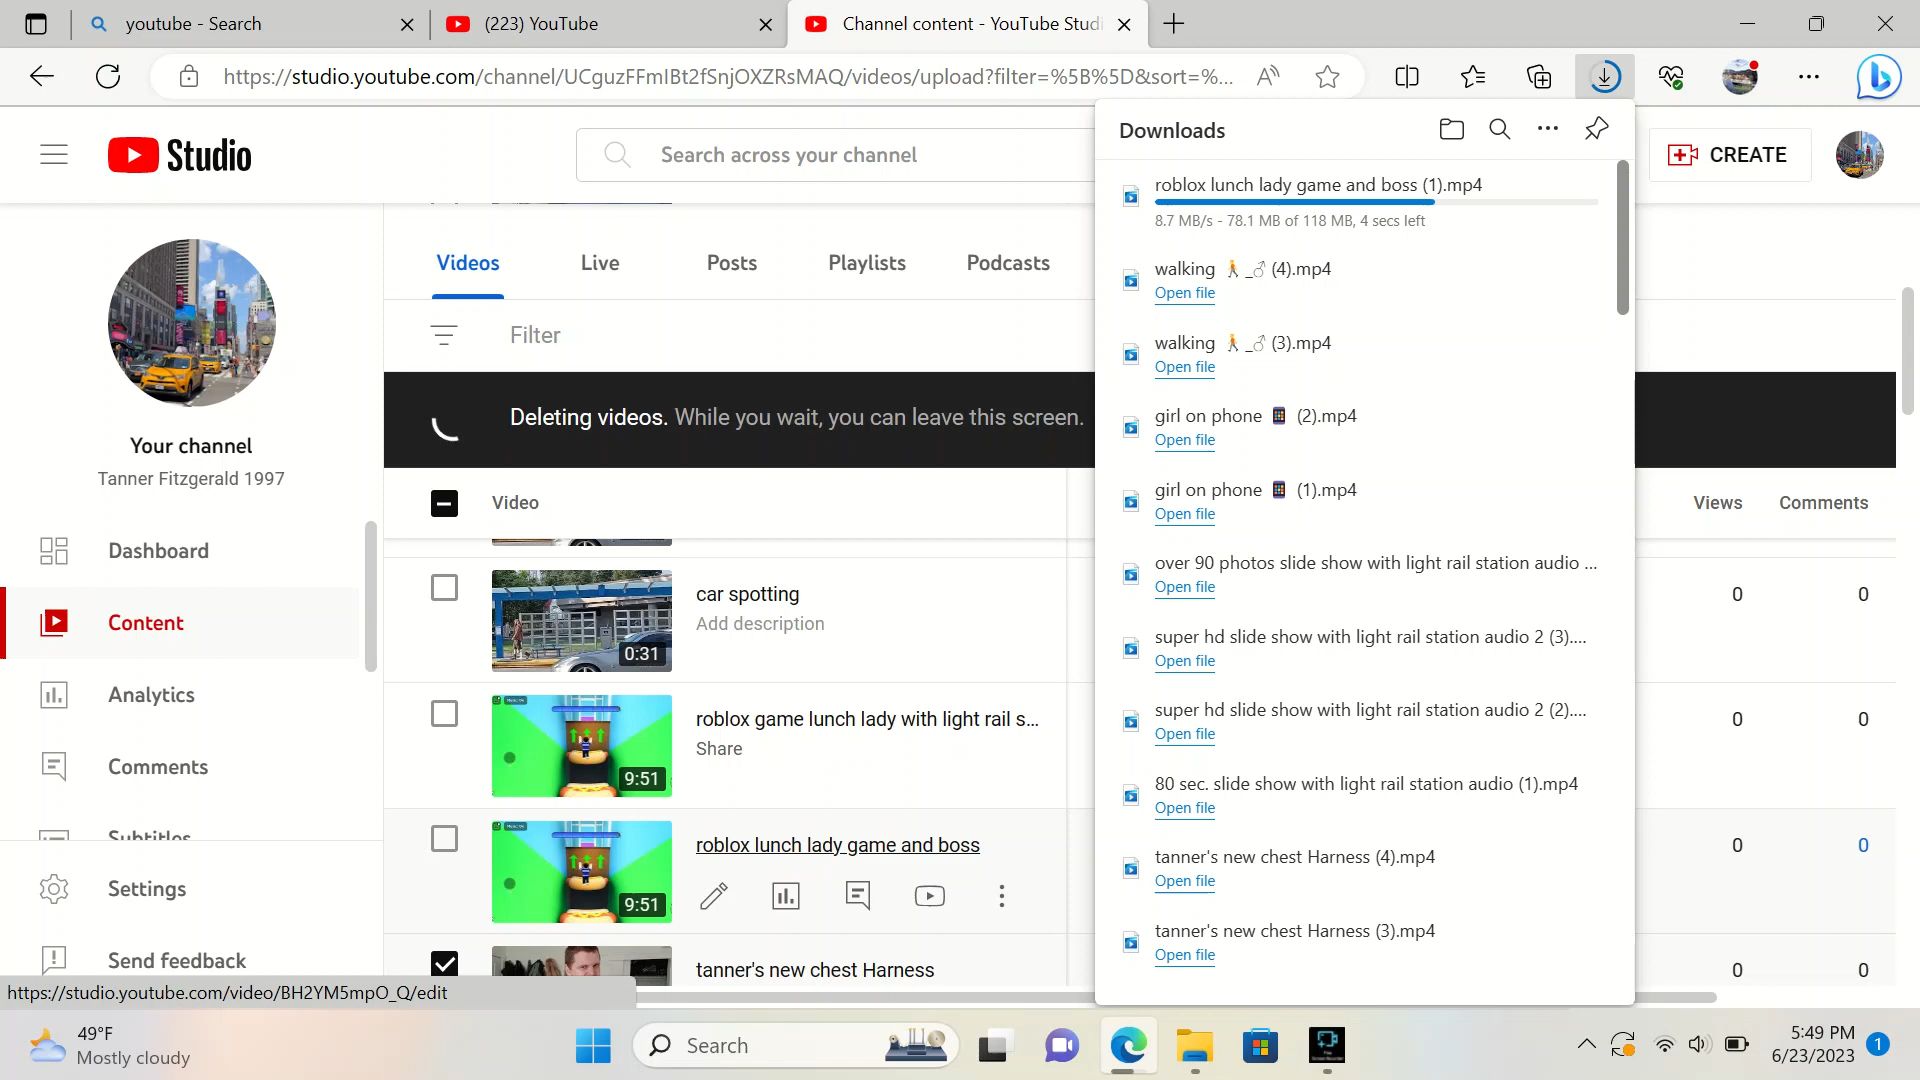 youtube - Search
(223) YouTube
Channel content - YouTube Studi
https://studio.youtube.com/channel/UCguzFFmIBt2fSnjOXZRsMAQ/videos/upload?filter=%5B%5D&sort=%...
Studio
Search across your channel
CREATE
Your channel
Tanner Fitzgerald 1997
Dashboard
Content
Analytics
Comments
Subtitles
Settings
Send feedback
Videos
Live
Posts
Playlists
Podcasts
Filter
Deleting videos. While you wait, you can leave this screen.
Video
Views
Comments
car spotting
Add description
0:31
0
0
roblox game lunch lady with light rail s...
Share
9:51
0
0
roblox lunch lady game and boss
9:51
0
0
tanner's new chest Harness
0
0
Downloads
roblox lunch lady game and boss (1).mp4
8.7 MB/s - 78.1 MB of 118 MB, 4 secs left
walking 🚶_♂ (4).mp4
Open file
walking 🚶_♂ (3).mp4
Open file
girl on phone 📱 (2).mp4
Open file
girl on phone 📱 (1).mp4
Open file
over 90 photos slide show with light rail station audio ...
Open file
super hd slide show with light rail station audio 2 (3)....
Open file
super hd slide show with light rail station audio 2 (2)....
Open file
80 sec. slide show with light rail station audio (1).mp4
Open file
tanner's new chest Harness (4).mp4
Open file
tanner's new chest Harness (3).mp4
Open file
https://studio.youtube.com/video/BH2YM5mpO_Q/edit
49°F
Mostly cloudy
Search
5:49 PM
6/23/2023
1